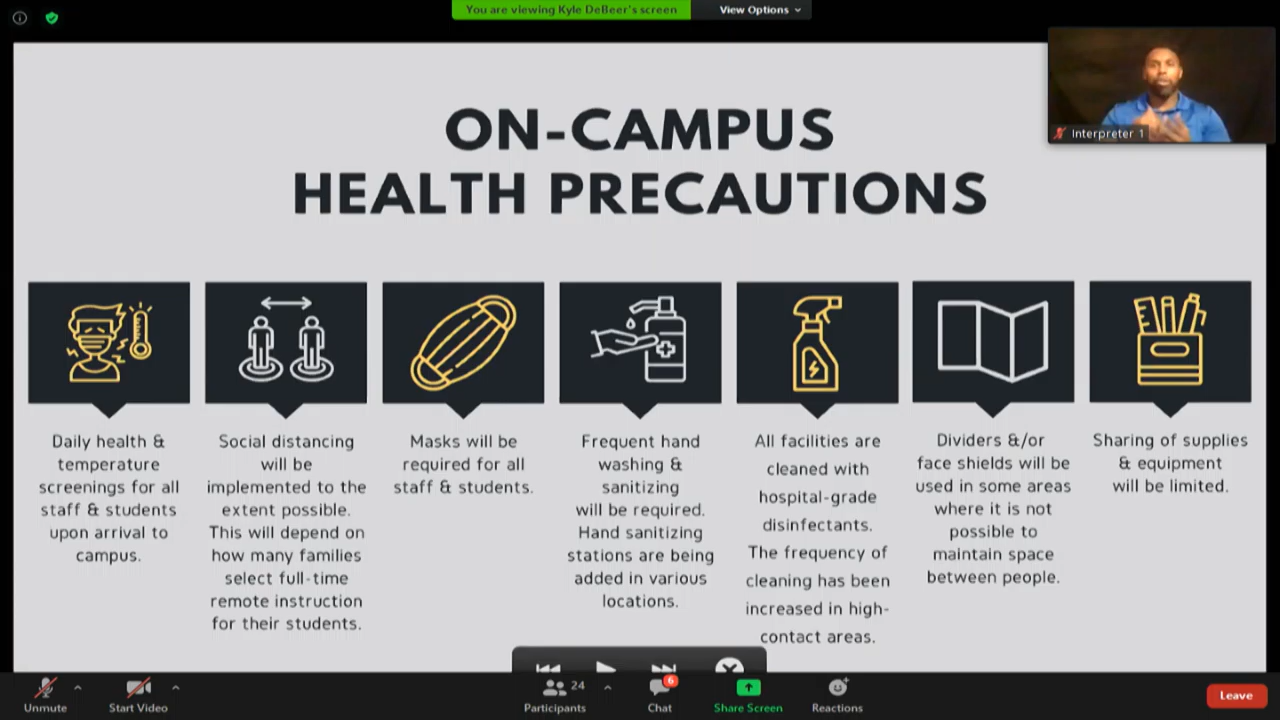 You are viewing Kyle DeBeer's screen
View Options
Interpreter 1
ON-CAMPUS
HEALTH PRECAUTIONS
Daily health &
temperature
screenings for all
staff & students
upon arrival to
campus.
Social distancing
will be
implemented to the
extent possible.
This will depend on
how many families
select full-time
remote instruction
for their students.
Masks will be
required for all
staff & students.
Frequent hand
washing &
sanitizing
will be required.
Hand sanitizing
stations are being
added in various
locations.
All facilities are
cleaned with
hospital-grade
disinfectants.
The frequency of
cleaning has been
increased in high-
contact areas.
Dividers &/or
face shields will be
used in some areas
where it is not
possible to
maintain space
between people.
Sharing of supplies
& equipment
will be limited.
Unmute
Start Video
24
Participants
6
Chat
Share Screen
Reactions
Leave